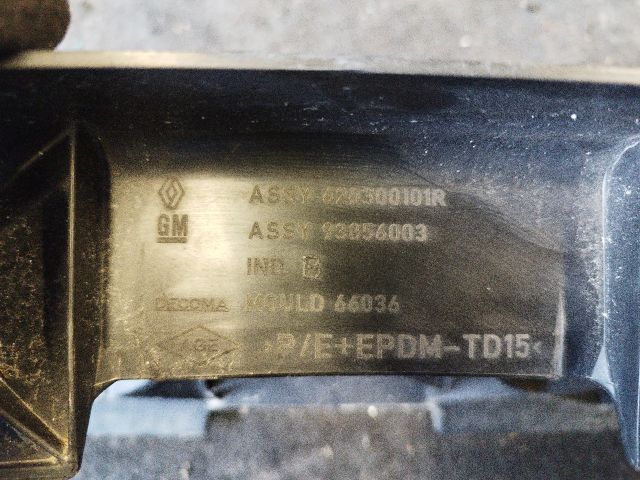 ASSY 620300101R
GM ASSY 93856003
IND B
DECOMA MOULD 66036
>P/E+EPDM-TD15<